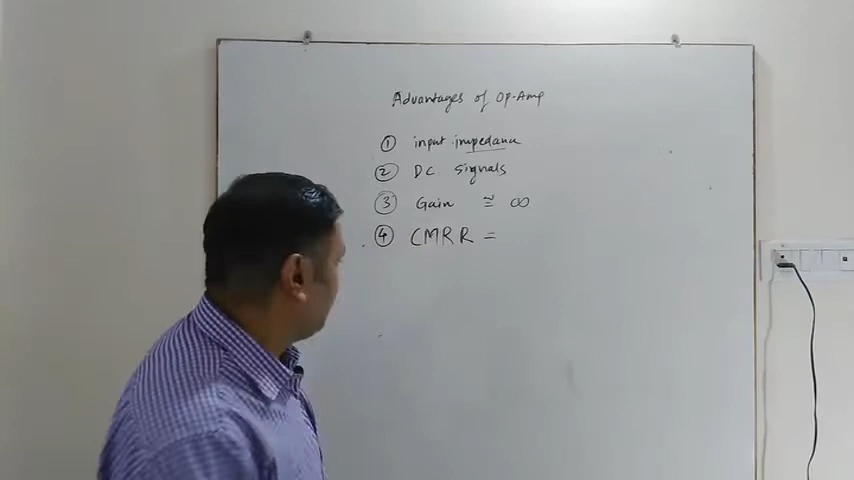 Advantages of Op-Amp
① input impedance
② DC Signals
③ Gain ≅ ∞
④ CMRR =